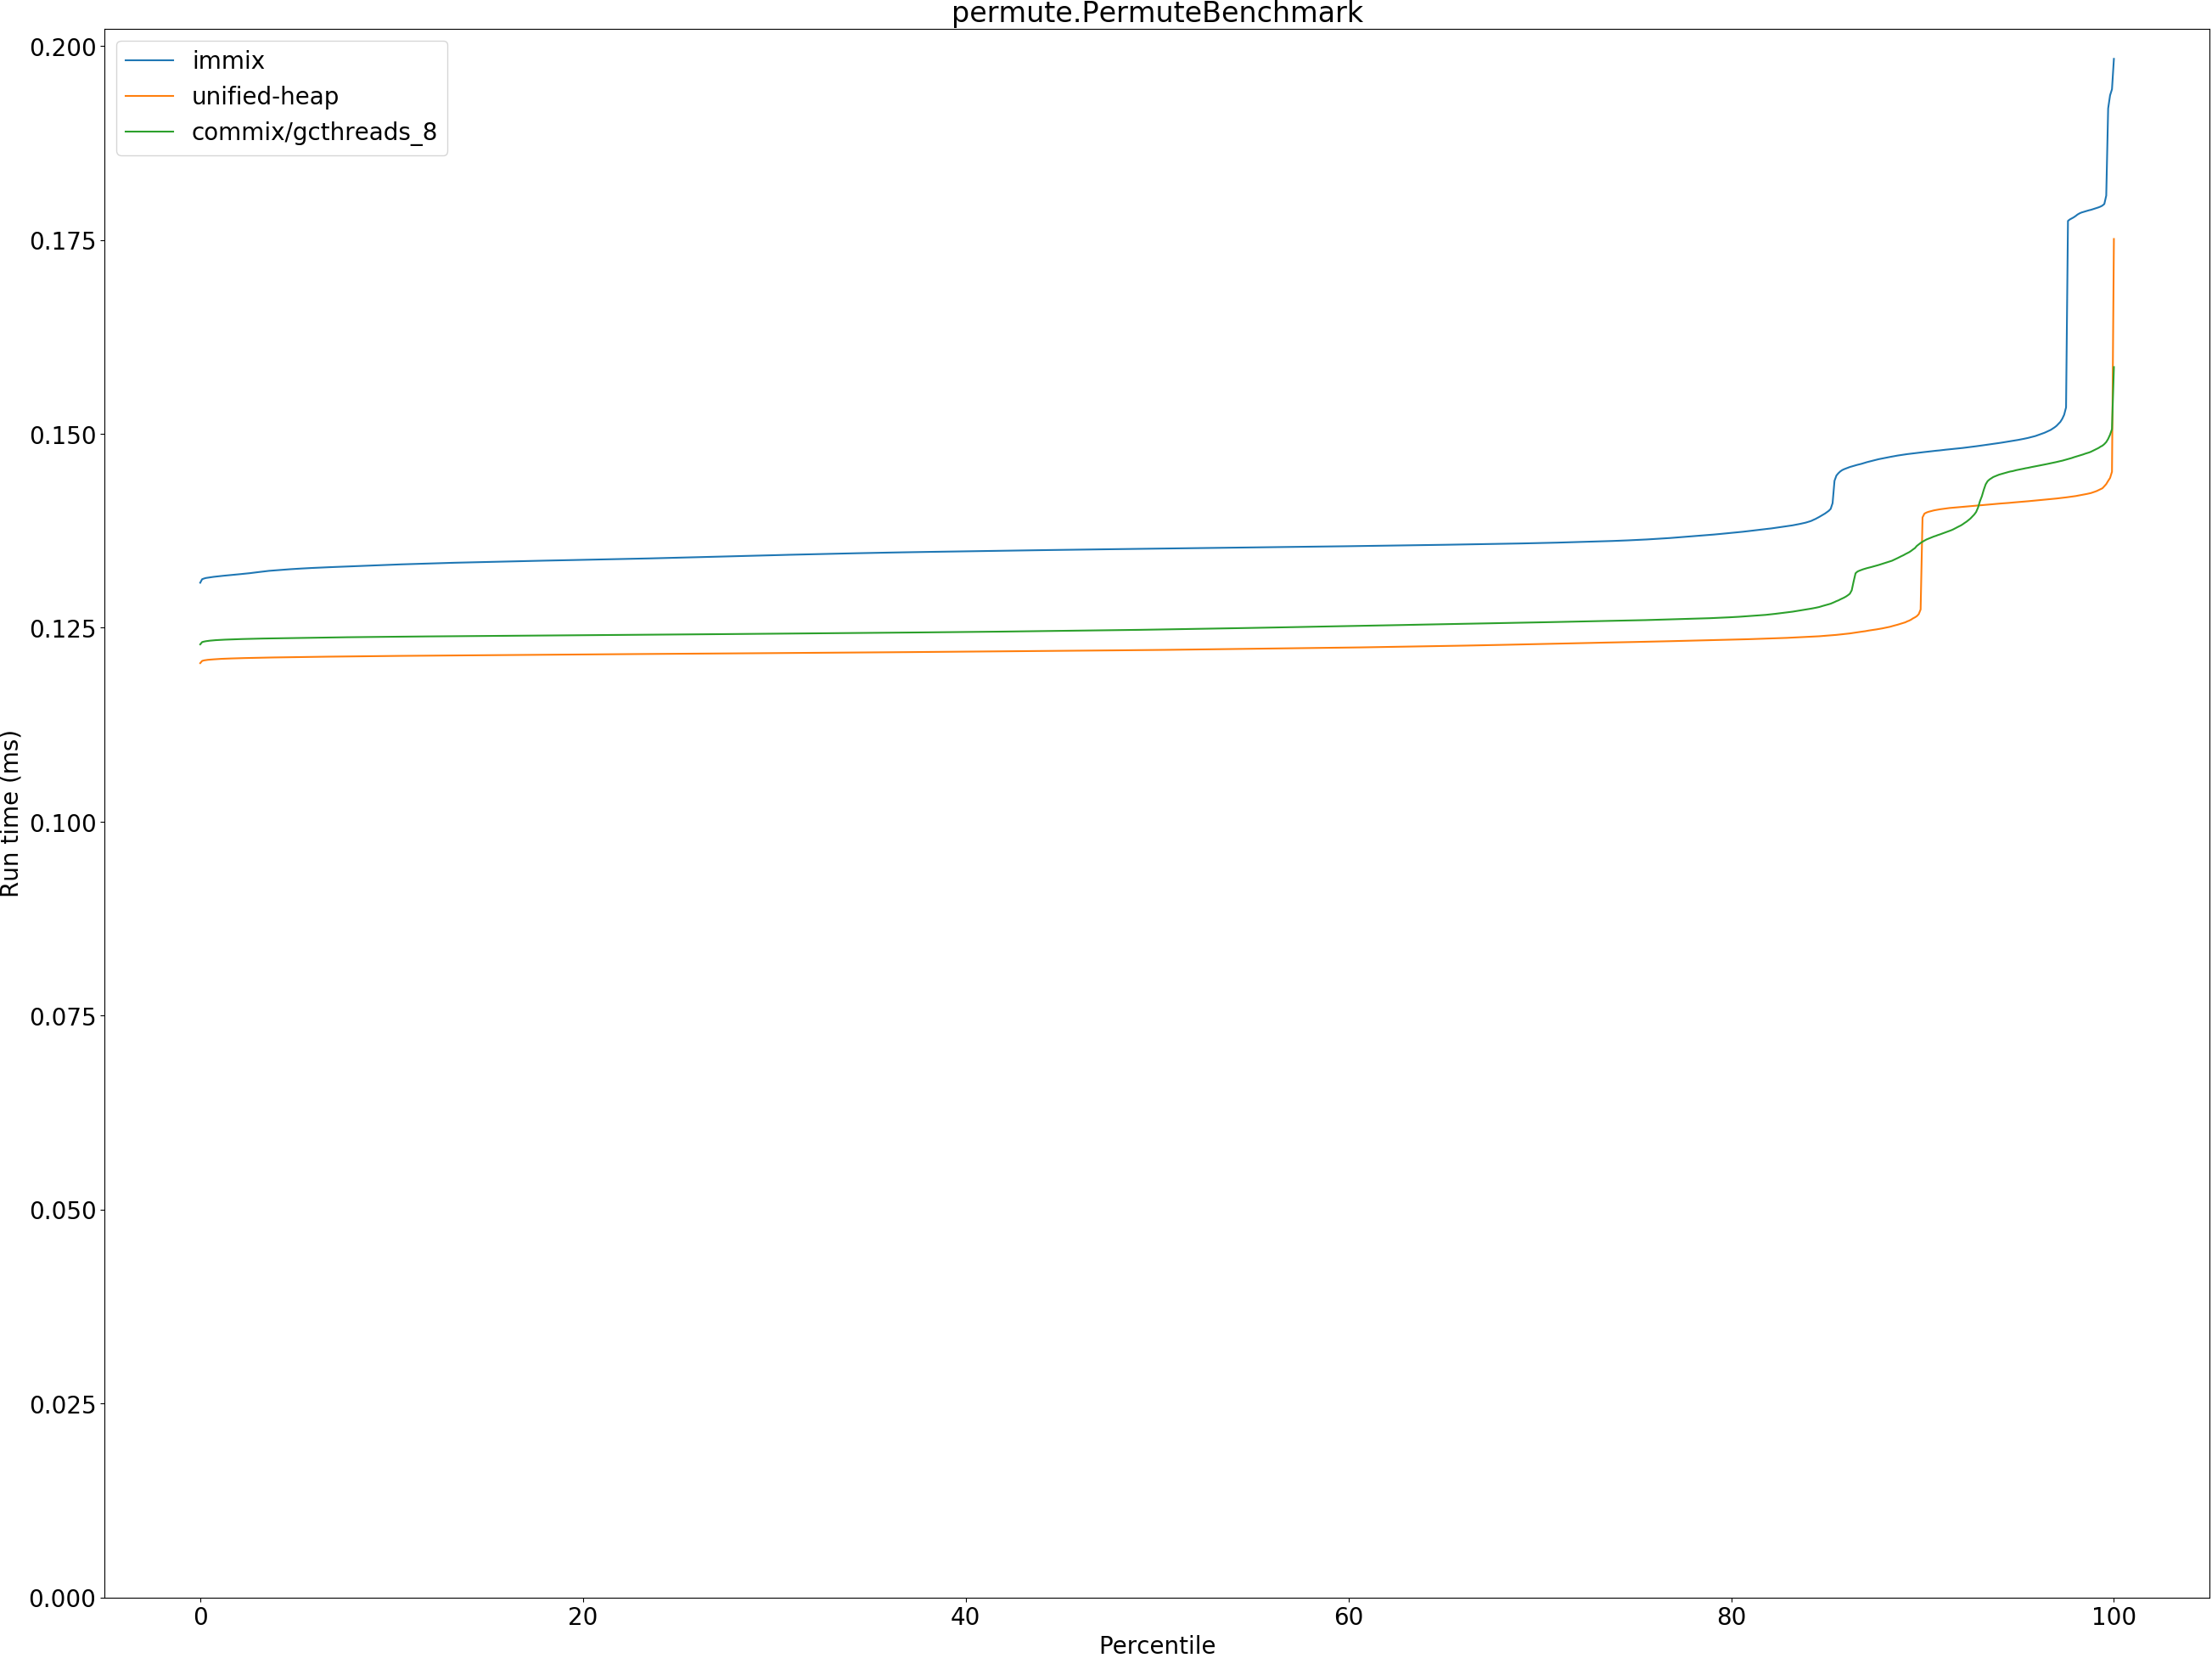 permute.PermuteBenchmark
immix
unified-heap
commix/gcthreads_8
0.200
0.175
0.150
0.125
0.100
0.075
0.050
0.025
0.000
Run time (ms)
0 20 40 60 80 100
Percentile